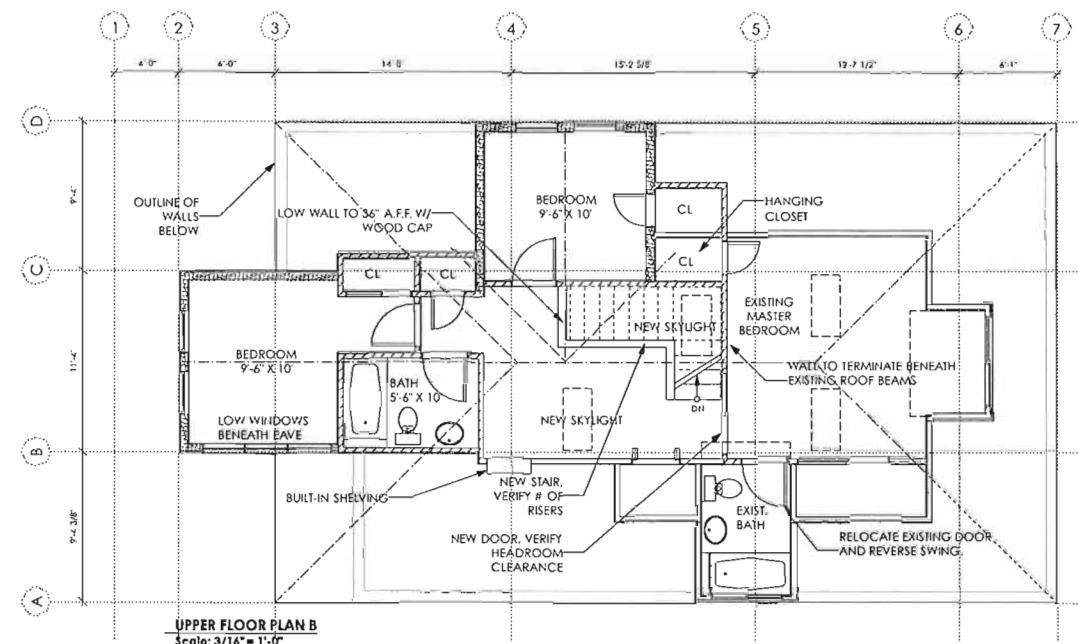 1
2
3
4
5
6
7
4'-0"
6'-0"
15'-2 5/8"
12'-7 1/2"
6'-1"
D
9'-4"
OUTLINE OF
WALLS
BELOW
LOW WALL TO 36" A.F.F. W/
WOOD CAP
BEDROOM
9'-6" X 10'
CL
HANGING
CLOSET
C
CL
CL
CL
NEW SKYLIGHT
EXISTING
MASTER
BEDROOM
11'-4"
BEDROOM
9'-6" X 10'
BATH
5'-6" X 10
WALL TO TERMINATE BENEATH
EXISTING ROOF BEAMS
DN
LOW WINDOWS
BENEATH EAVE
NEW SKYLIGHT
B
BUILT-IN SHELVING
NEW STAIR,
VERIFY # OF
RISERS
9'-4 3/8"
EXIST.
BATH
NEW DOOR, VERIFY
HEADROOM
CLEARANCE
RELOCATE EXISTING DOOR
AND REVERSE SWING.
A
UPPER FLOOR PLAN B
Scale: 3/16" = 1'-0"